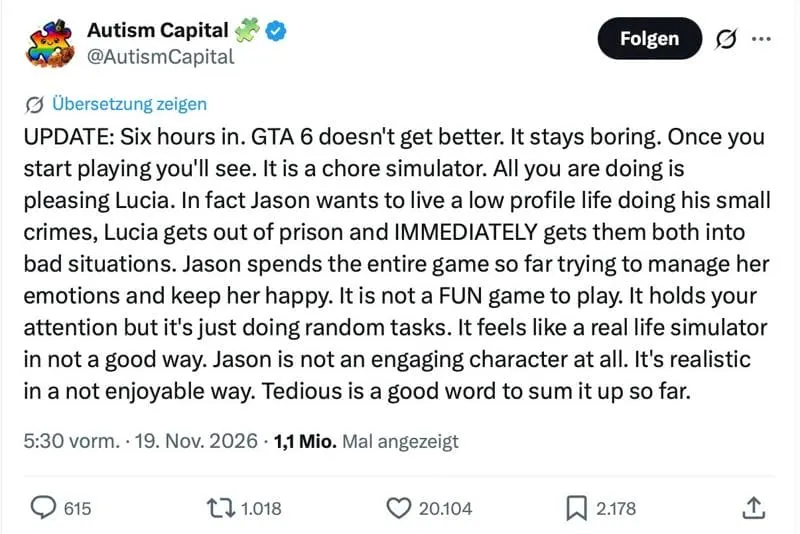 Autism Capital
@AutismCapital
Folgen
Übersetzung zeigen
UPDATE: Six hours in. GTA 6 doesn't get better. It stays boring. Once you
start playing you'll see. It is a chore simulator. All you are doing is
pleasing Lucia. In fact Jason wants to live a low profile life doing his small
crimes, Lucia gets out of prison and IMMEDIATELY gets them both into
bad situations. Jason spends the entire game so far trying to manage her
emotions and keep her happy. It is not a FUN game to play. It holds your
attention but it's just doing random tasks. It feels like a real life simulator
in not a good way. Jason is not an engaging character at all. It's realistic
in a not enjoyable way. Tedious is a good word to sum it up so far.
5:30 vorm. · 19. Nov. 2026 · 1,1 Mio. Mal angezeigt
615 1.018 20.104 2.178